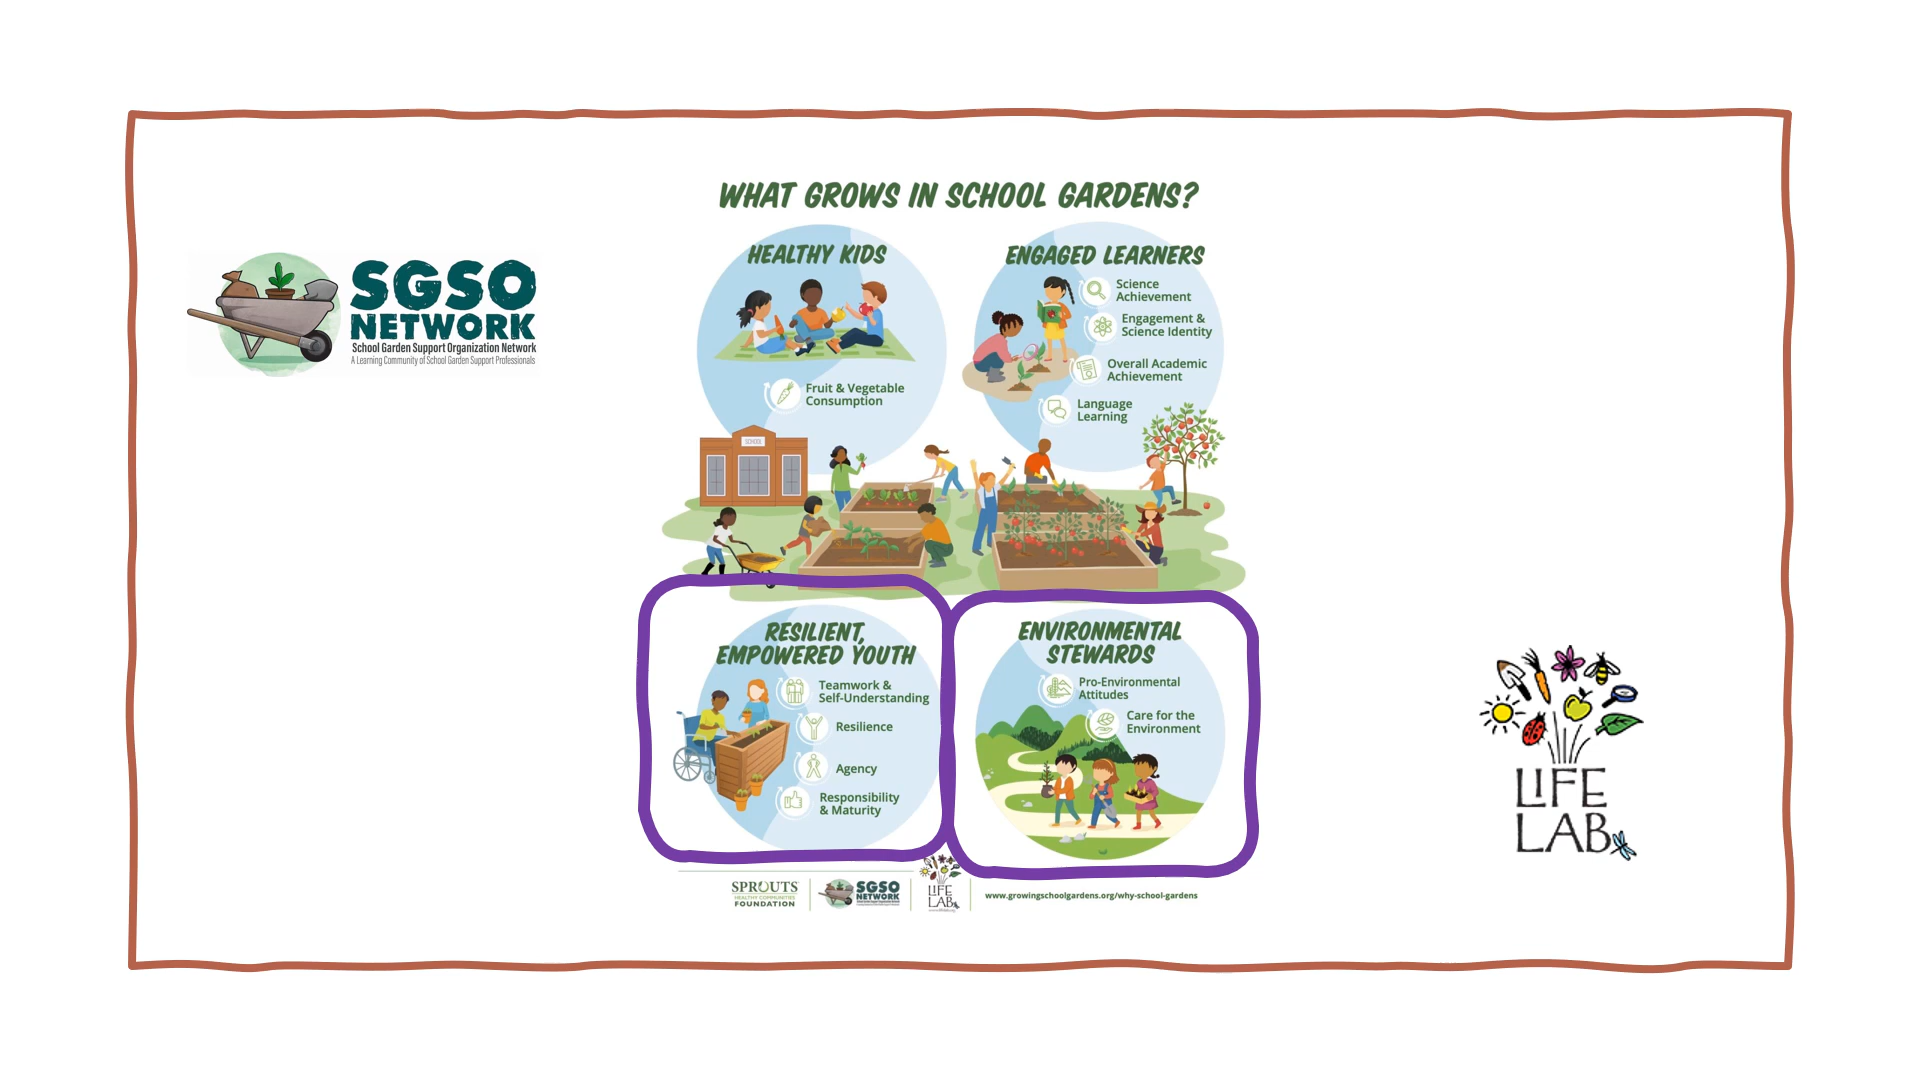 WHAT GROWS IN SCHOOL GARDENS?
SGSO
NETWORK
School Garden Support Organization Network
A Learning Community of School Garden Support Professionals
HEALTHY KIDS
Fruit & Vegetable
Consumption
ENGAGED LEARNERS
Science
Achievement
Engagement &
Science Identity
Overall Academic
Achievement
Language
Learning
SCHOOL
RESILIENT,
EMPOWERED YOUTH
Teamwork &
Self-Understanding
Resilience
Agency
Responsibility
& Maturity
ENVIRONMENTAL
STEWARDS
Pro-Environmental
Attitudes
Care for the
Environment
LIFE
LAB
SPROUTS
HEALTHY COMMUNITIES
FOUNDATION
SGSO
NETWORK
LIFE
LAB
www.growingschoolgardens.org/why-school-gardens